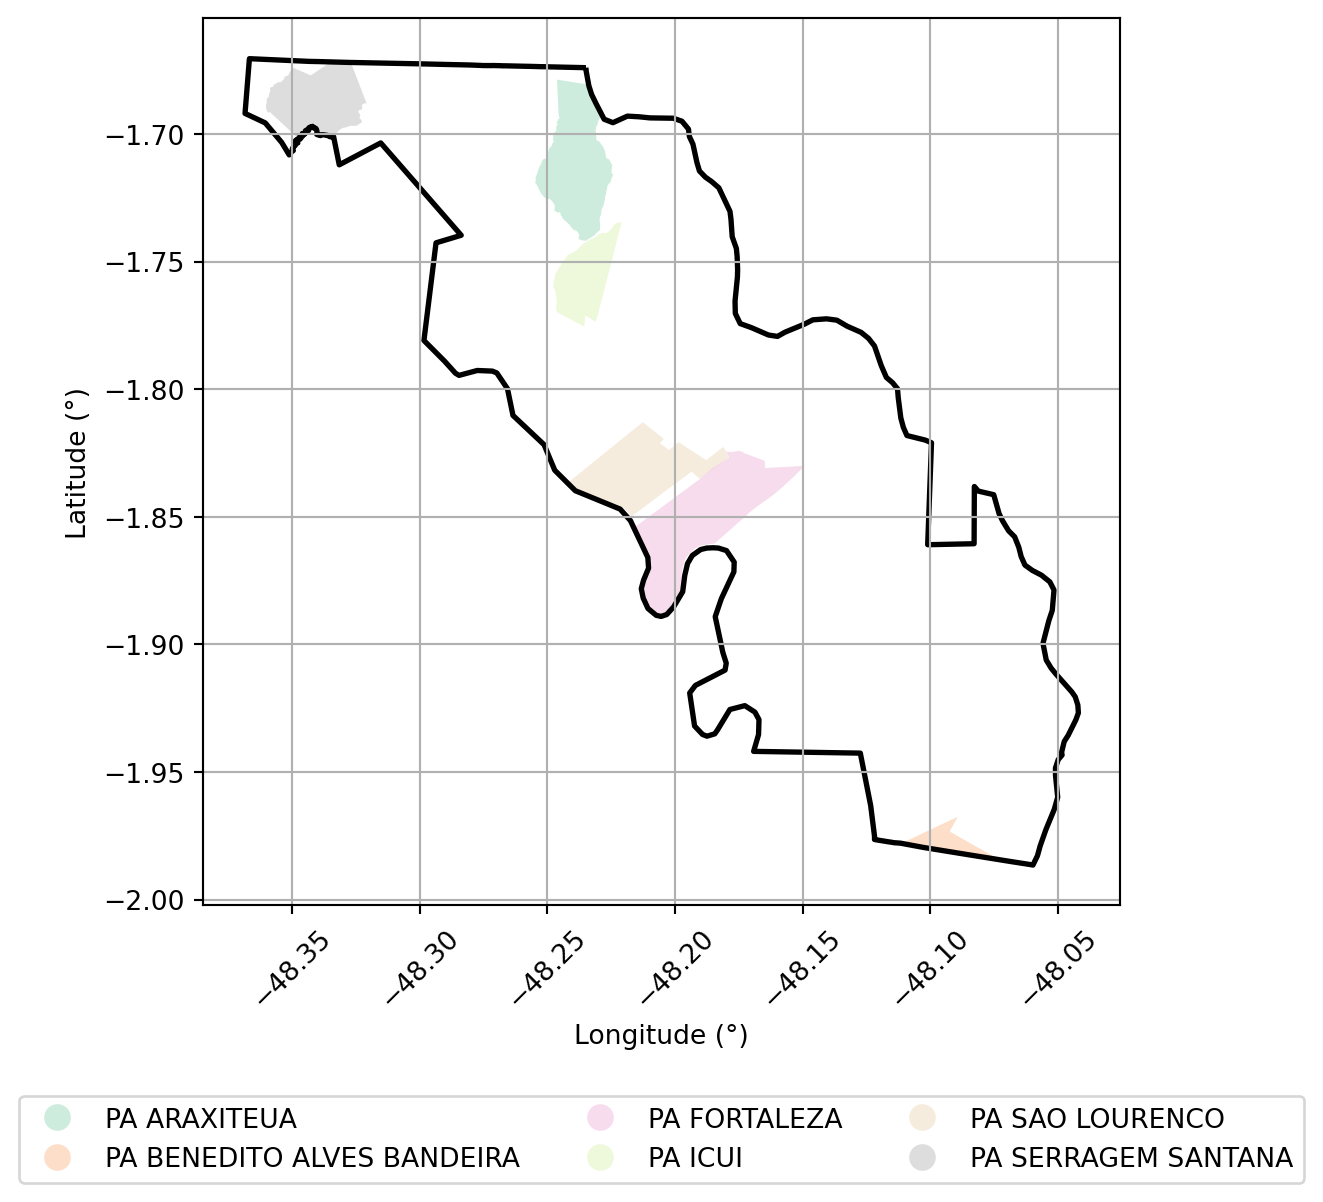 Latitude (°)
−1.70
−1.75
−1.80
−1.85
−1.90
−1.95
−2.00
−48.35 −48.30 −48.25 −48.20 −48.15 −48.10 −48.05
Longitude (°)
PA ARAXITEUA PA FORTALEZA PA SAO LOURENCO
PA BENEDITO ALVES BANDEIRA PA ICUI PA SERRAGEM SANTANA